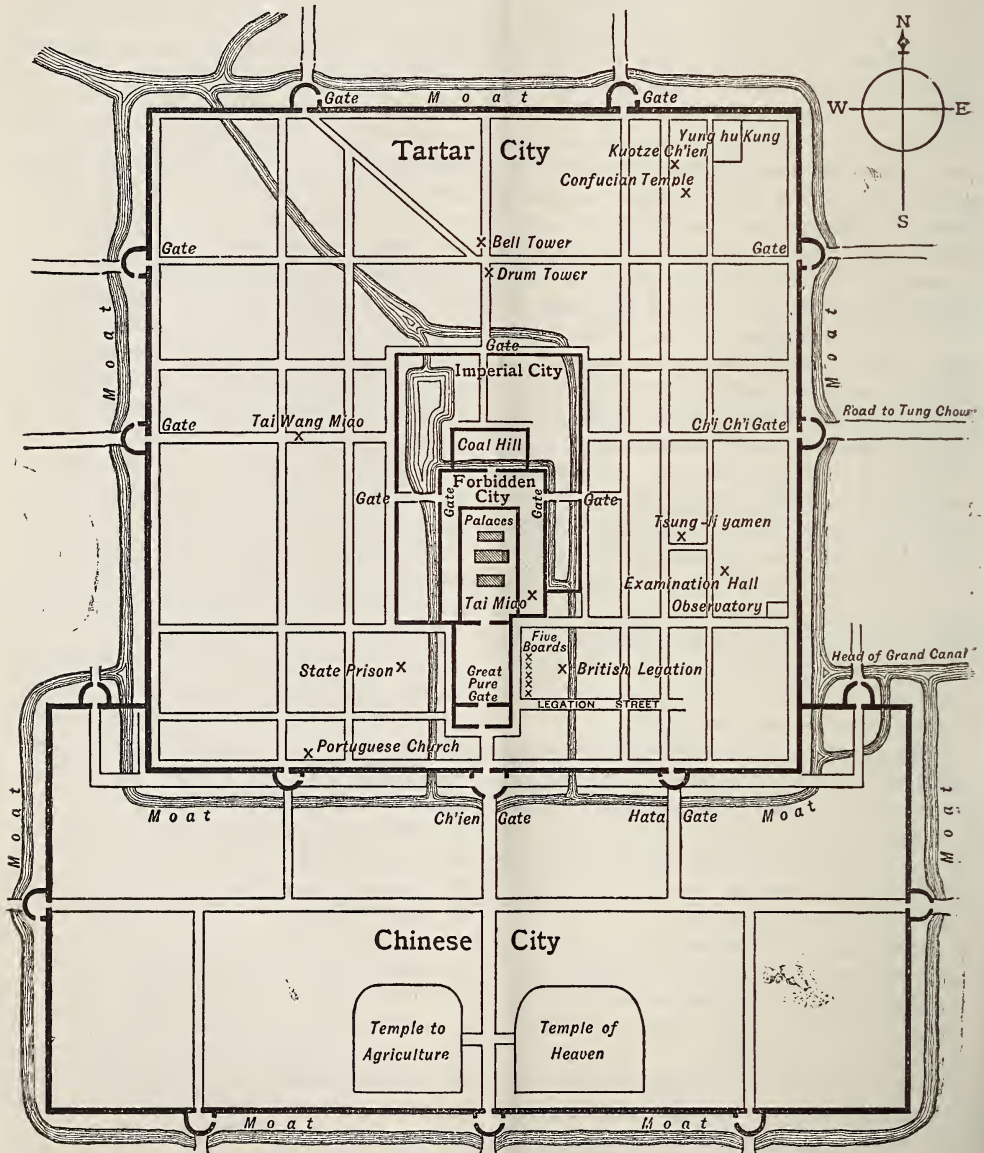 N
W
E
S
Gate
Moat
Gate
Tartar City
Yung hu Kung
Kuotze Ch'ien
Confucian Temple
Bell Tower
Gate
Gate
Drum Tower
Moat
Moat
Gate
Imperial City
Road to Tung Chow
Gate
Tai Wang Miao
Ch'i Ch'i Gate
Coal Hill
Forbidden
City
Gate
Gate
Gate
Gate
Palaces
Tsung-li yamen
Examination Hall
Tai Miao
Observatory
Five
Boards
State Prison
British Legation
Head of Grand Canal
Great
Pure
Gate
LEGATION STREET
Portuguese Church
Moat
Moat
Ch'ien Gate
Hata Gate
Moat
Moat
Chinese City
Temple to
Agriculture
Temple of
Heaven
Moat
Moat